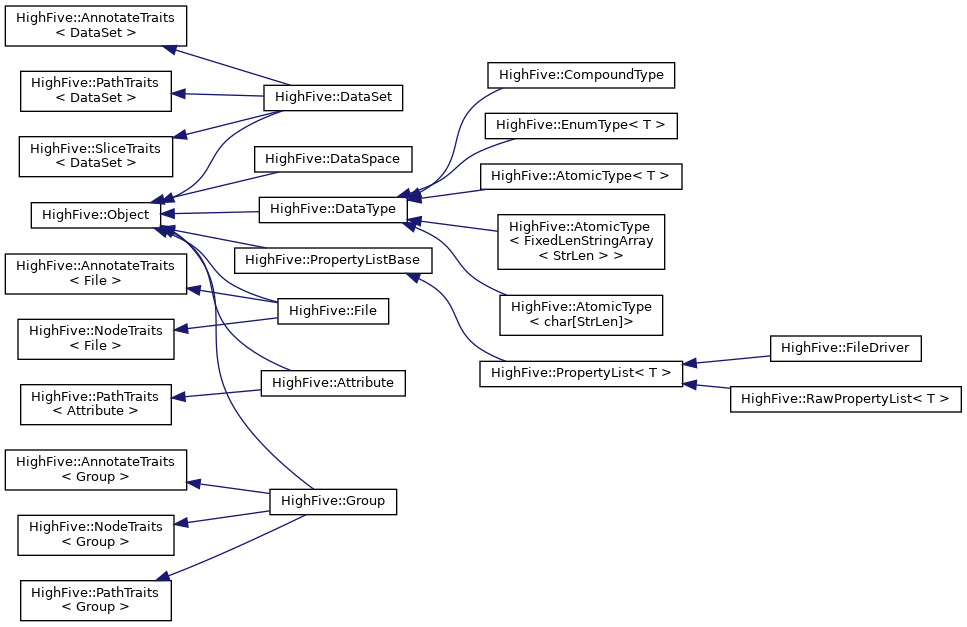 HighFive::AnnotateTraits
< DataSet >
HighFive::PathTraits
< DataSet >
HighFive::SliceTraits
< DataSet >
HighFive::Object
HighFive::AnnotateTraits
< File >
HighFive::NodeTraits
< File >
HighFive::PathTraits
< Attribute >
HighFive::AnnotateTraits
< Group >
HighFive::NodeTraits
< Group >
HighFive::PathTraits
< Group >
HighFive::DataSet
HighFive::DataSpace
HighFive::DataType
HighFive::PropertyListBase
HighFive::File
HighFive::Attribute
HighFive::Group
HighFive::CompoundType
HighFive::EnumType< T >
HighFive::AtomicType< T >
HighFive::AtomicType
< FixedLenStringArray
< StrLen > >
HighFive::AtomicType
< char[StrLen]>
HighFive::PropertyList< T >
HighFive::FileDriver
HighFive::RawPropertyList< T >